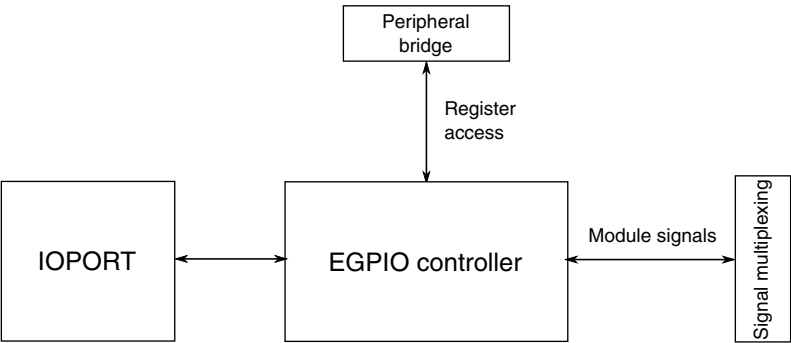 Peripheral
bridge
Register
access
IOPORT
EGPIO controller
Module signals
Signal multiplexing